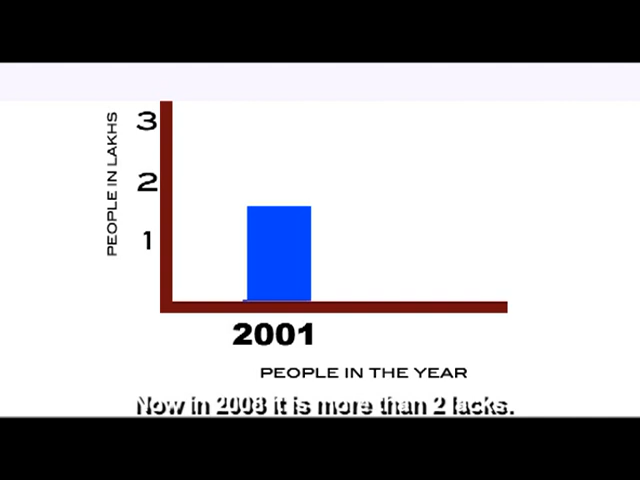 PEOPLE IN LAKHS
3
2
1
2001
PEOPLE IN THE YEAR
Now in 2008 it is more than 2 lacks.